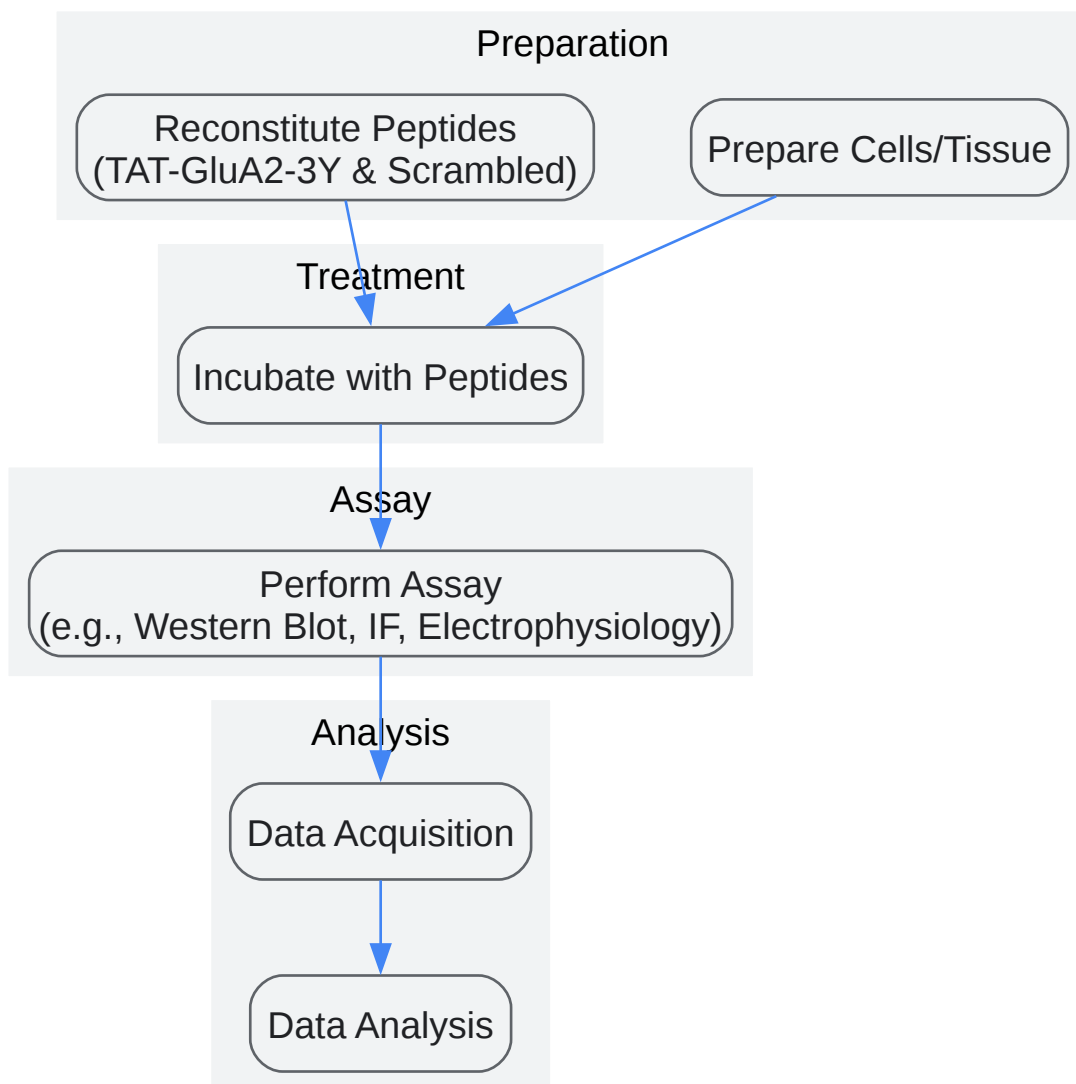 Preparation
Reconstitute Peptides
(TAT-GluA2-3Y & Scrambled)
Prepare Cells/Tissue
Treatment
Incubate with Peptides
Assay
Perform Assay
(e.g., Western Blot, IF, Electrophysiology)
Analysis
Data Acquisition
Data Analysis